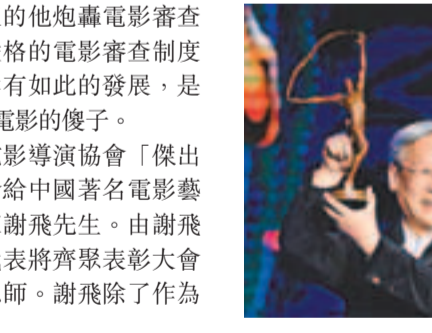 的他炮轟電影審查
格的電影審查制度
有如此的發展，是
電影的傻子。
影導演協會「傑出
給中國著名電影藝
謝飛先生。由謝飛
表將齊聚表彰大會
師。謝飛除了作為